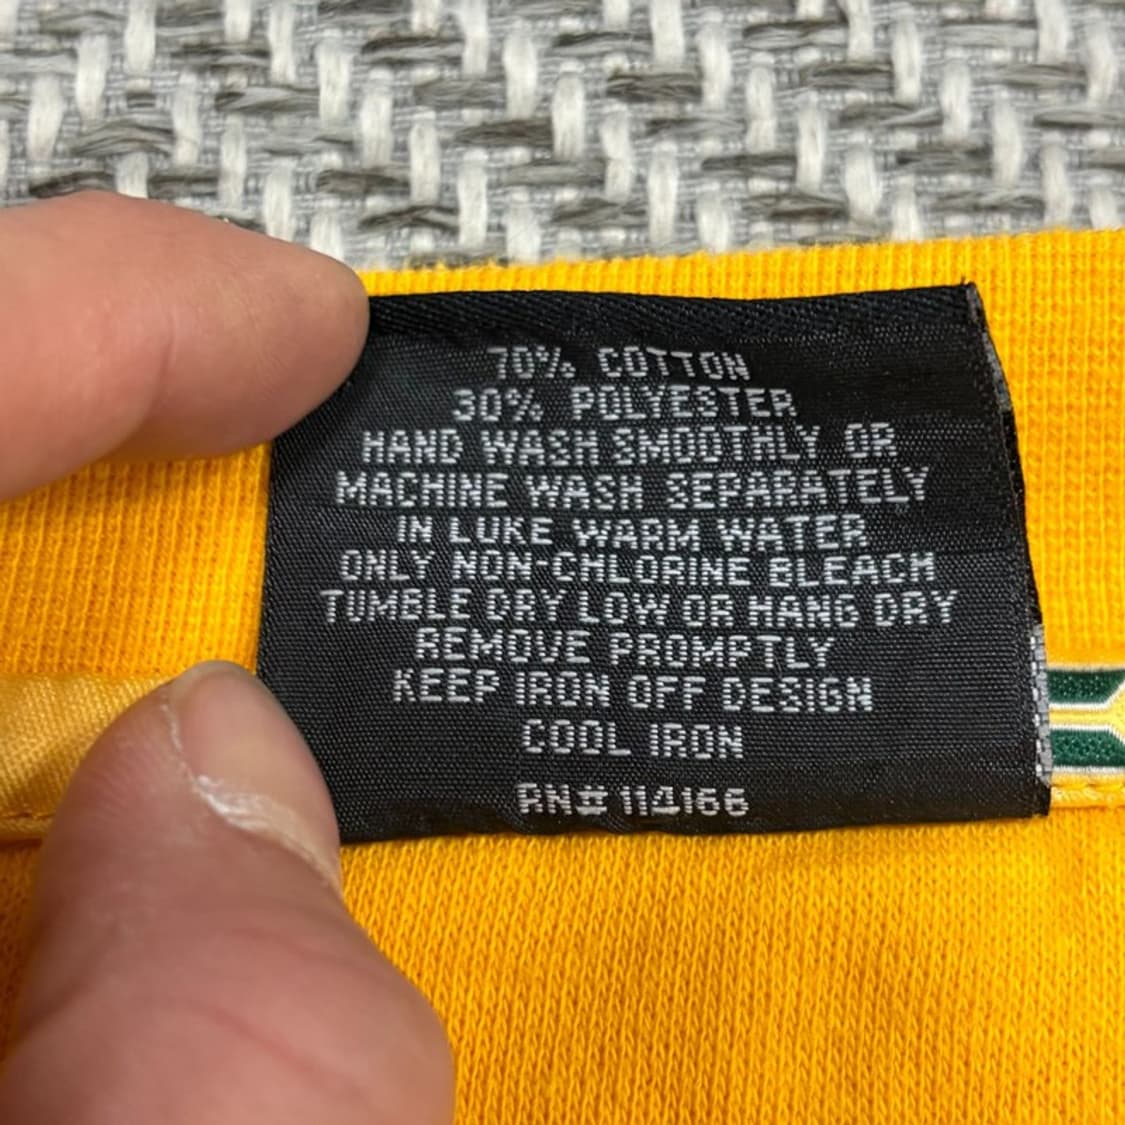 70% COTTON
30% POLYESTER
HAND WASH SMOOTHLY OR
MACHINE WASH SEPARATELY
IN LUKE WARM WATER
ONLY NON-CHLORINE BLEACH
TUMBLE DRY LOW OR HANG DRY
REMOVE PROMPTLY
KEEP IRON OFF DESIGN
COOL IRON
RN# 114166